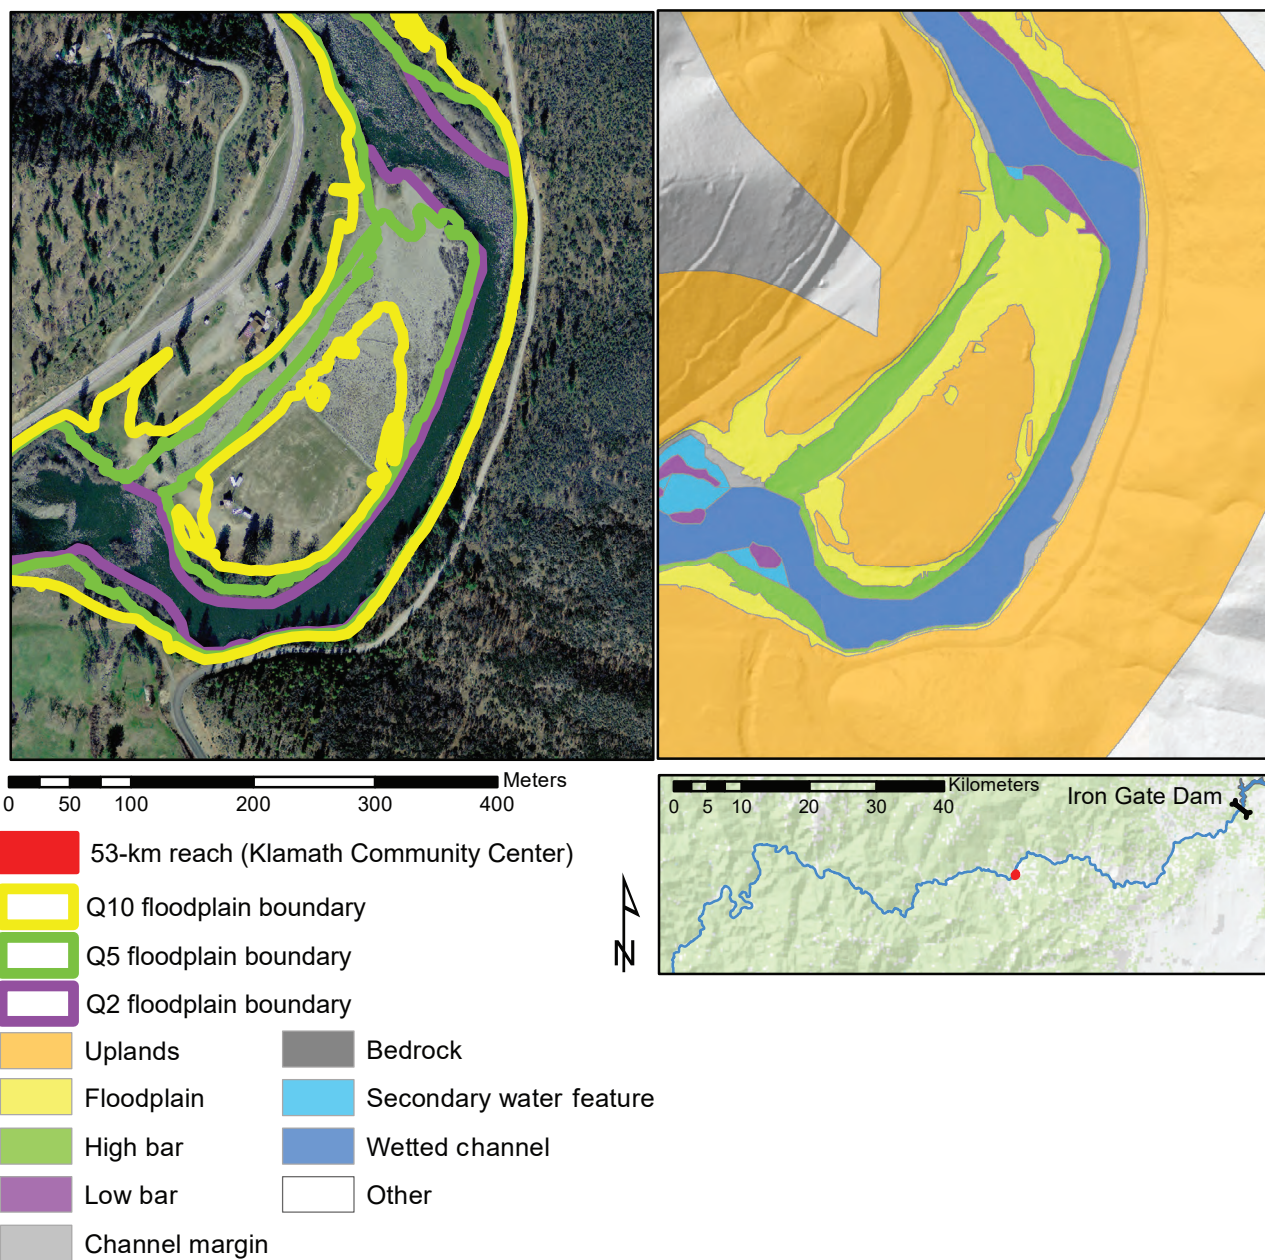 Meters
0 50 100 200 300 400
Kilometers
0 5 10 20 30 40
Iron Gate Dam
53-km reach (Klamath Community Center)
Q10 floodplain boundary
Q5 floodplain boundary
Q2 floodplain boundary
N
Uplands
Floodplain
High bar
Low bar
Channel margin
Bedrock
Secondary water feature
Wetted channel
Other